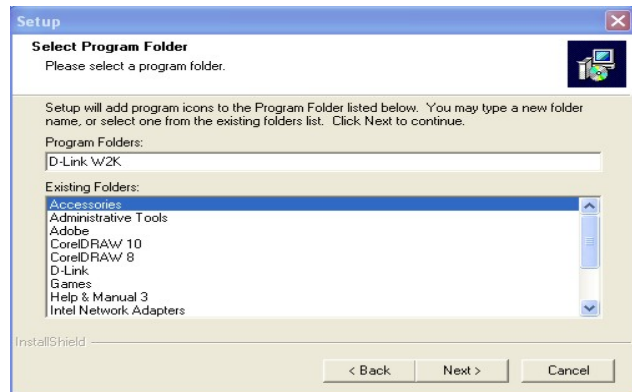 Setup
Select Program Folder
Please select a program folder.
Setup will add program icons to the Program Folder listed below. You may type a new folder
name, or select one from the existing folders list. Click Next to continue.
Program Folders:
D-Link W2K
Existing Folders:
Accessories
Administrative Tools
Adobe
CorelDRAW 10
CorelDRAW 8
D-Link
Games
Help & Manual 3
Intel Network Adapters
InstallShield
< Back Next > Cancel